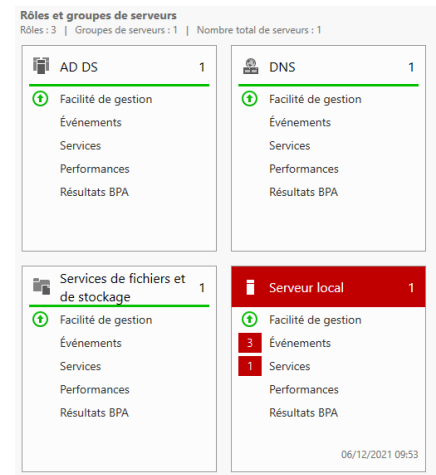 Rôles et groupes de serveurs
Rôles : 3 | Groupes de serveurs : 1 | Nombre total de serveurs : 1
AD DS 1
Facilité de gestion
Événements
Services
Performances
Résultats BPA
DNS 1
Facilité de gestion
Événements
Services
Performances
Résultats BPA
Services de fichiers et
de stockage 1
Facilité de gestion
Événements
Services
Performances
Résultats BPA
Serveur local 1
Facilité de gestion
3 Événements
1 Services
Performances
Résultats BPA
06/12/2021 09:53